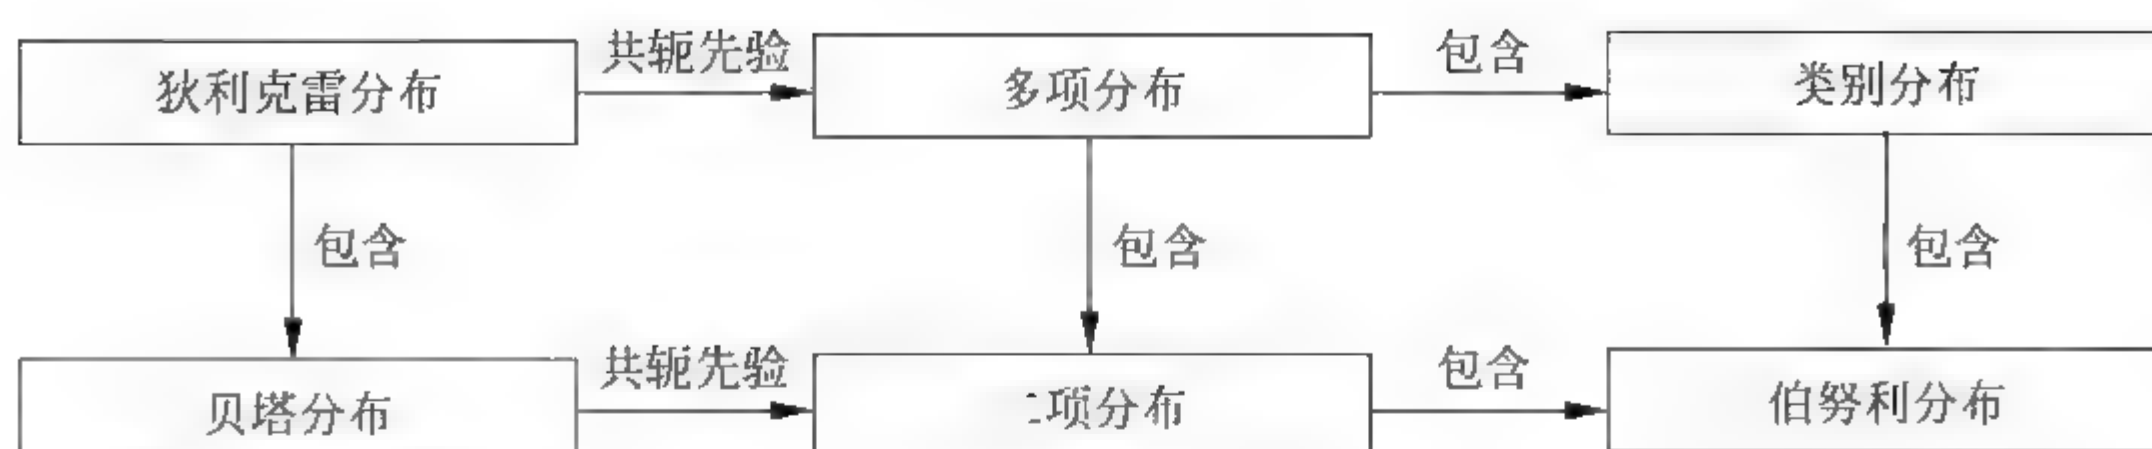 狄利克雷分布 共轭先验 多项分布 包含 类别分布
包含 包含 包含
贝塔分布 共轭先验 二项分布 包含 伯努利分布